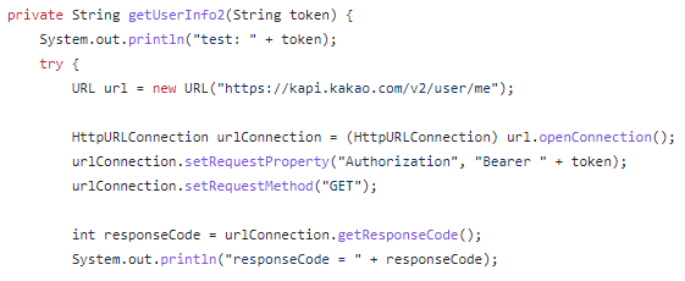 private String getUserInfo2(String token) {
    System.out.println("test: " + token);
    try {
        URL url = new URL("https://kapi.kakao.com/v2/user/me");

        HttpURLConnection urlConnection = (HttpURLConnection) url.openConnection();
        urlConnection.setRequestProperty("Authorization", "Bearer " + token);
        urlConnection.setRequestMethod("GET");

        int responseCode = urlConnection.getResponseCode();
        System.out.println("responseCode = " + responseCode);